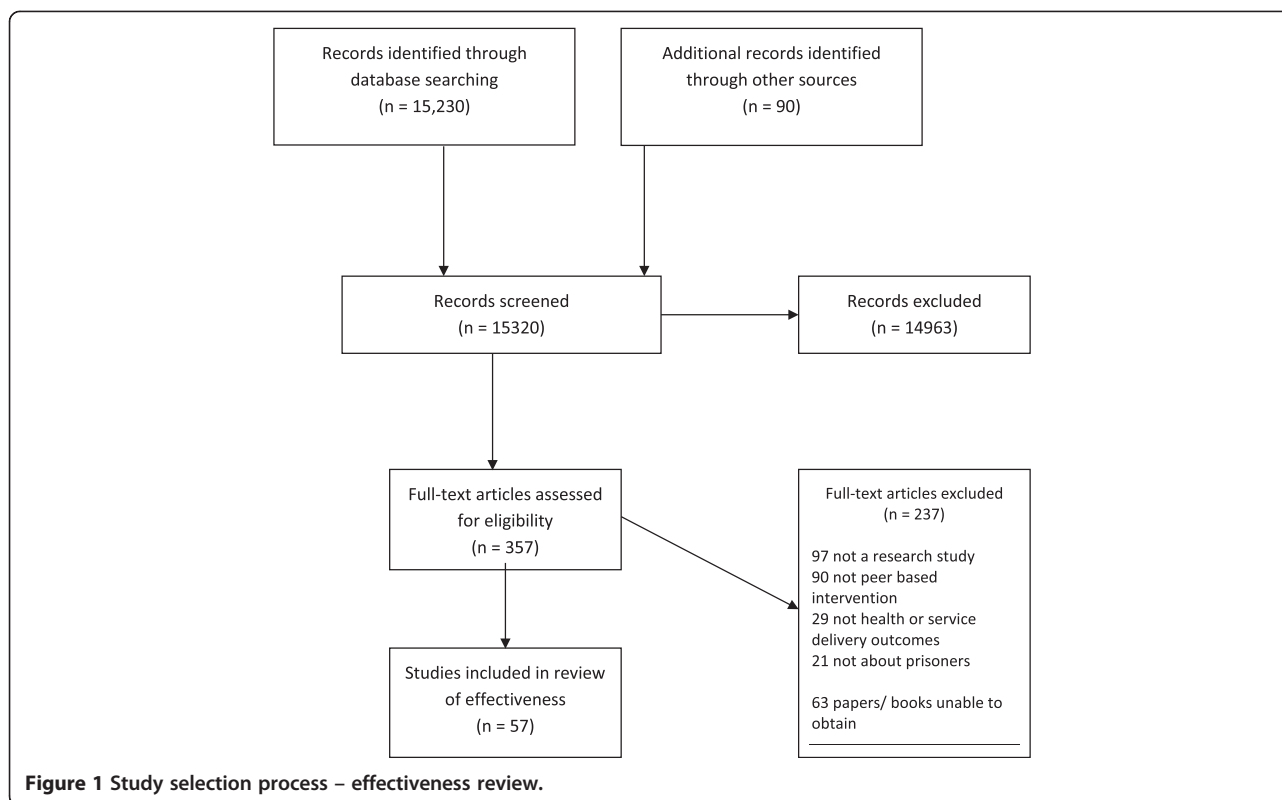 Records identified through
database searching
(n = 15,230)
Additional records identified
through other sources
(n = 90)
Records screened
(n = 15320)
Records excluded
(n = 14963)
Full-text articles assessed
for eligibility
(n = 357)
Full-text articles excluded
(n = 237)
97 not a research study
90 not peer based
intervention
29 not health or service
delivery outcomes
21 not about prisoners
63 papers/ books unable to
obtain
Studies included in review
of effectiveness
(n = 57)
Figure 1 Study selection process – effectiveness review.